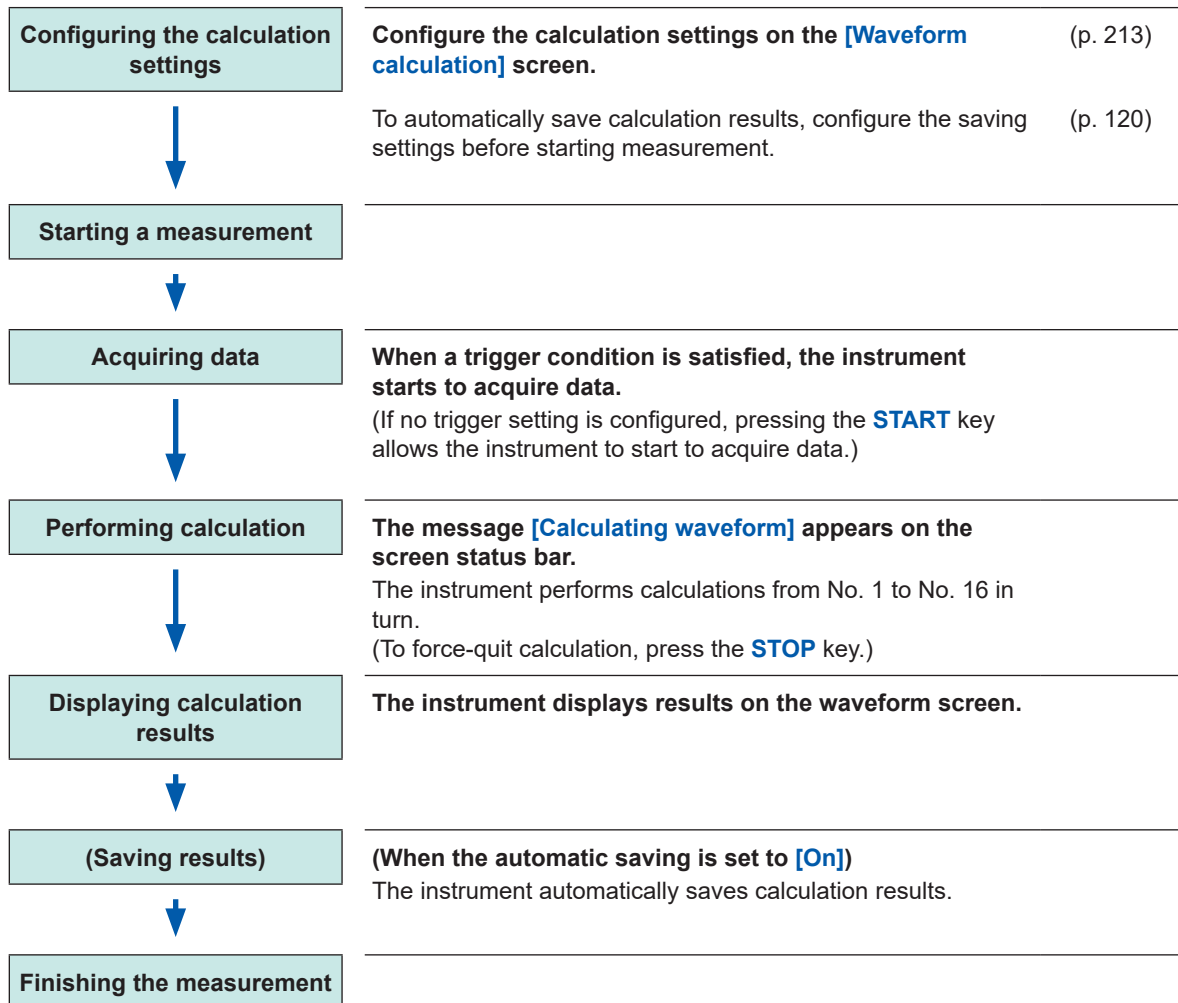 Configuring the calculation
settings
Configure the calculation settings on the [Waveform
calculation] screen.
(p. 213)
To automatically save calculation results, configure the saving
settings before starting measurement.
(p. 120)
Starting a measurement
Acquiring data
When a trigger condition is satisfied, the instrument
starts to acquire data.
(If no trigger setting is configured, pressing the START key
allows the instrument to start to acquire data.)
Performing calculation
The message [Calculating waveform] appears on the
screen status bar.
The instrument performs calculations from No. 1 to No. 16 in
turn.
(To force-quit calculation, press the STOP key.)
Displaying calculation
results
The instrument displays results on the waveform screen.
(Saving results)
(When the automatic saving is set to [On])
The instrument automatically saves calculation results.
Finishing the measurement